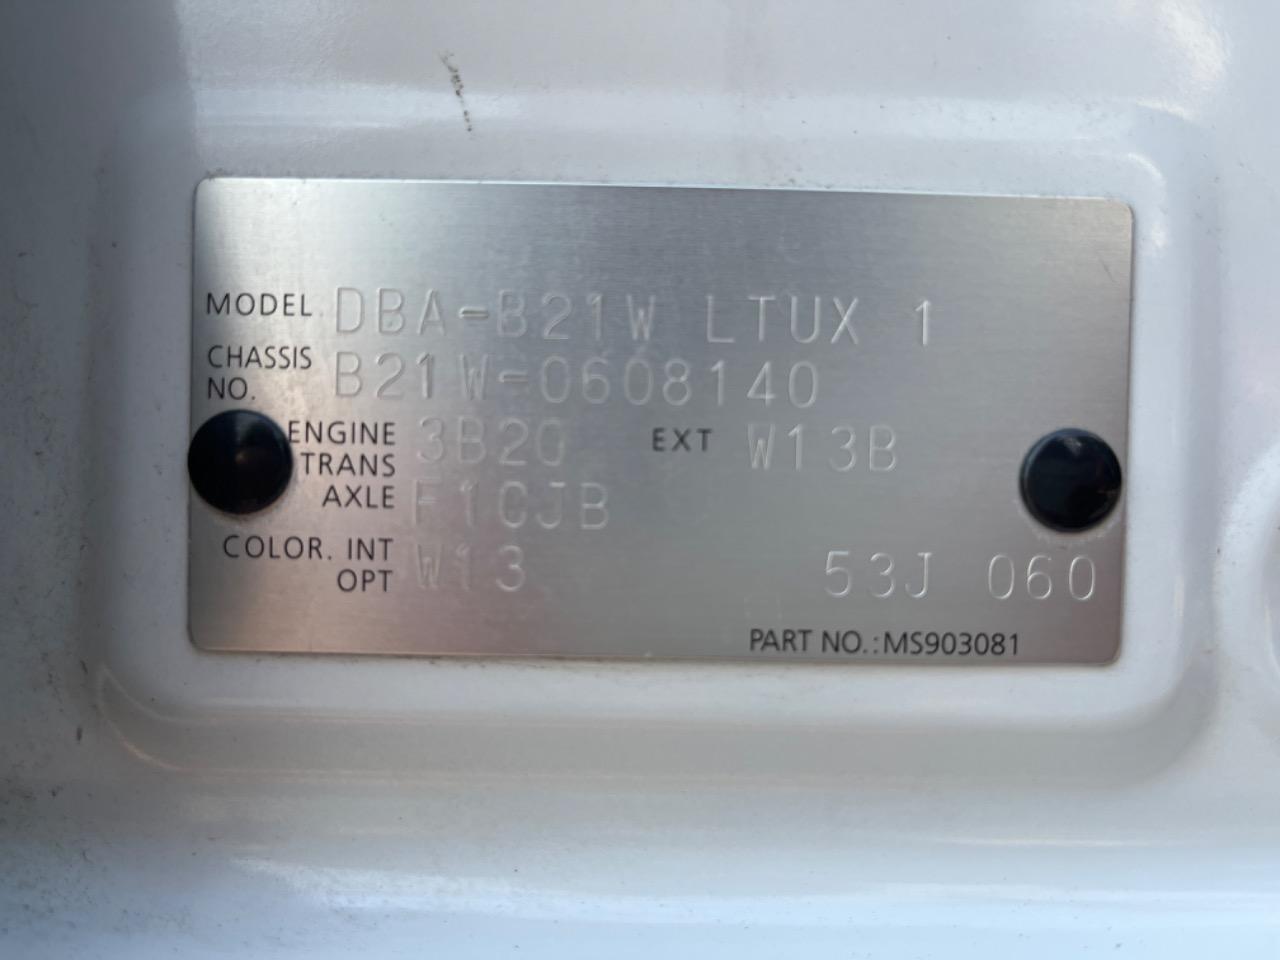 MODEL DBA-B21W LTUX 1
CHASSIS NO. B21W-0608140
ENGINE 3B20 EXT W13B
TRANS AXLE F1CJB
COLOR. INT OPT W13 53J 060
PART NO.:MS903081